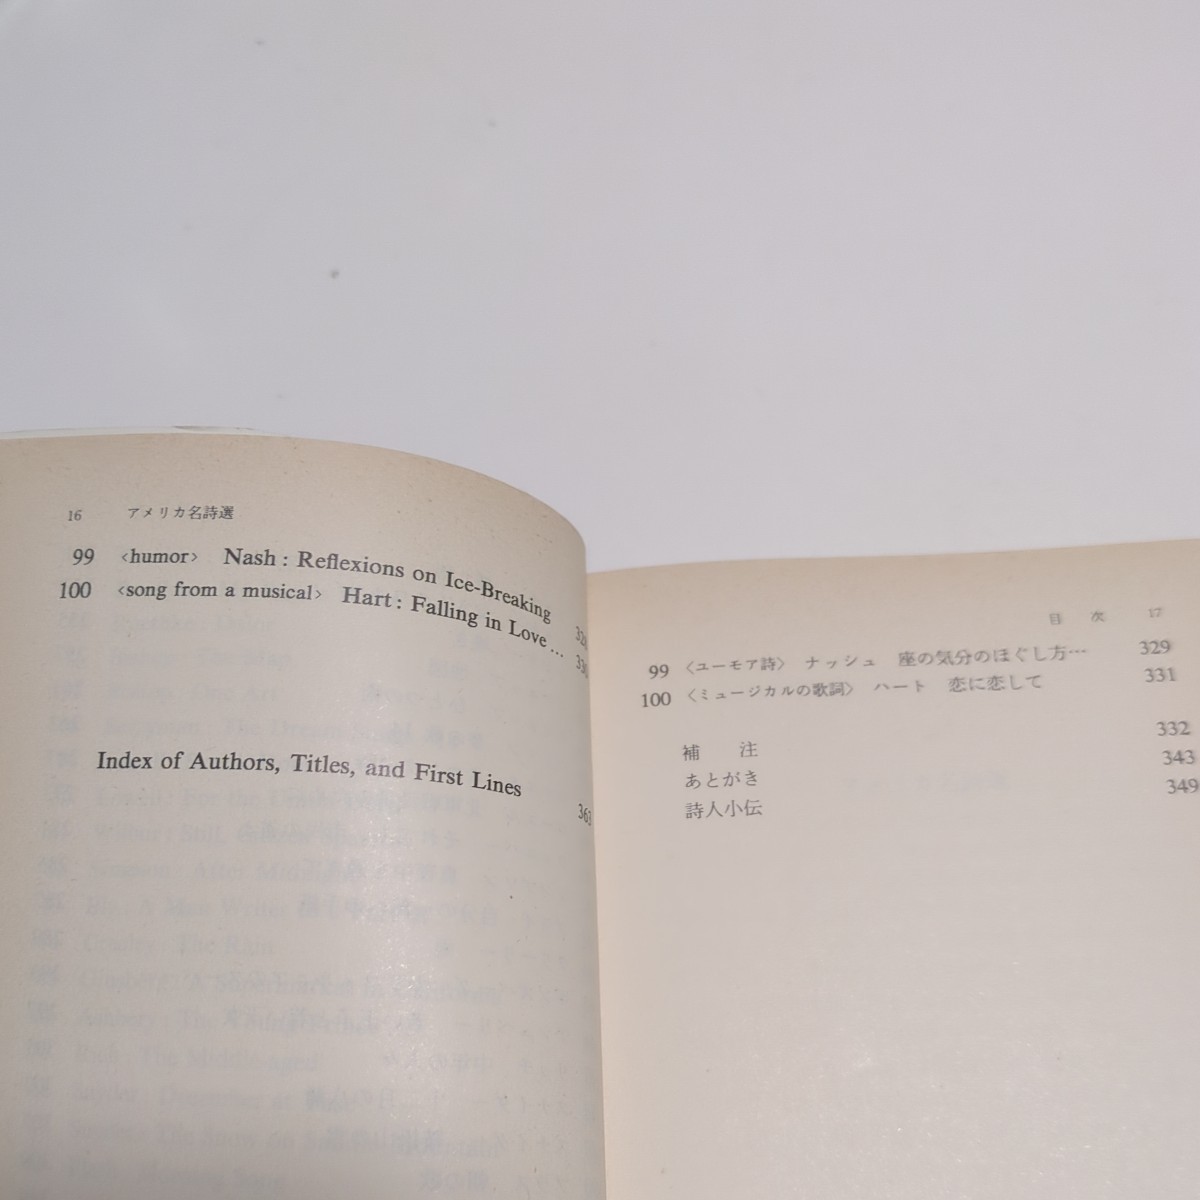 16 アメリカ名詩選
99 〈humor〉 Nash : Reflexions on Ice-Breaking
100 〈song from a musical〉 Hart : Falling in Love…
Index of Authors, Titles, and First Lines
363
目次 17
99 〈ユーモア詩〉 ナッシュ 座の気分のほぐし方… 329
100 〈ミュージカルの歌詞〉 ハート 恋に恋して 331
補注 332
あとがき 343
詩人小伝 349